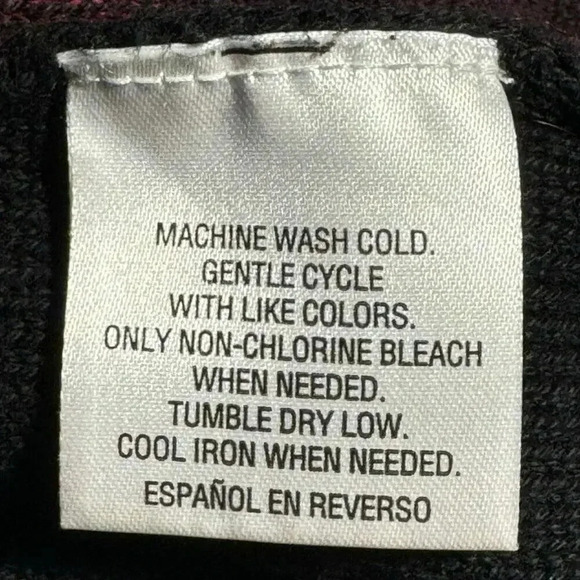 MACHINE WASH COLD.
GENTLE CYCLE
WITH LIKE COLORS.
ONLY NON-CHLORINE BLEACH
WHEN NEEDED.
TUMBLE DRY LOW.
COOL IRON WHEN NEEDED.
ESPAÑOL EN REVERSO